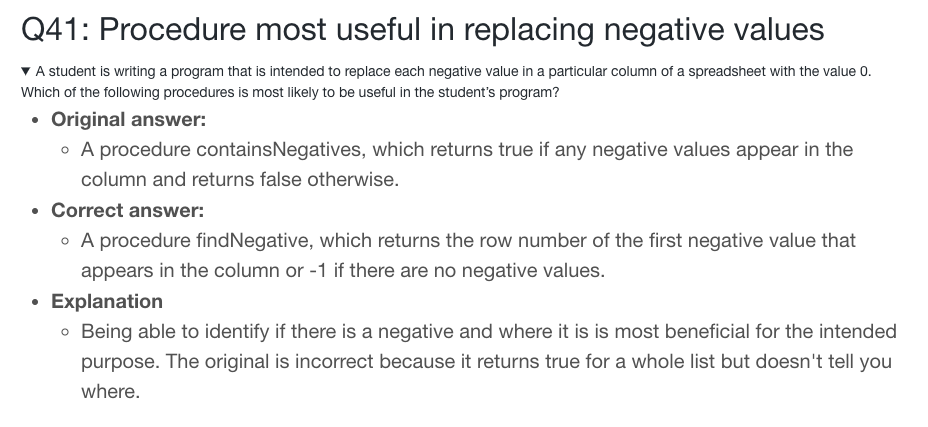 Q41: Procedure most useful in replacing negative values
▼ A student is writing a program that is intended to replace each negative value in a particular column of a spreadsheet with the value 0.
Which of the following procedures is most likely to be useful in the student’s program?
• Original answer:
○ A procedure containsNegatives, which returns true if any negative values appear in the
column and returns false otherwise.
• Correct answer:
○ A procedure findNegative, which returns the row number of the first negative value that
appears in the column or -1 if there are no negative values.
• Explanation
○ Being able to identify if there is a negative and where it is is most beneficial for the intended
purpose. The original is incorrect because it returns true for a whole list but doesn't tell you
where.